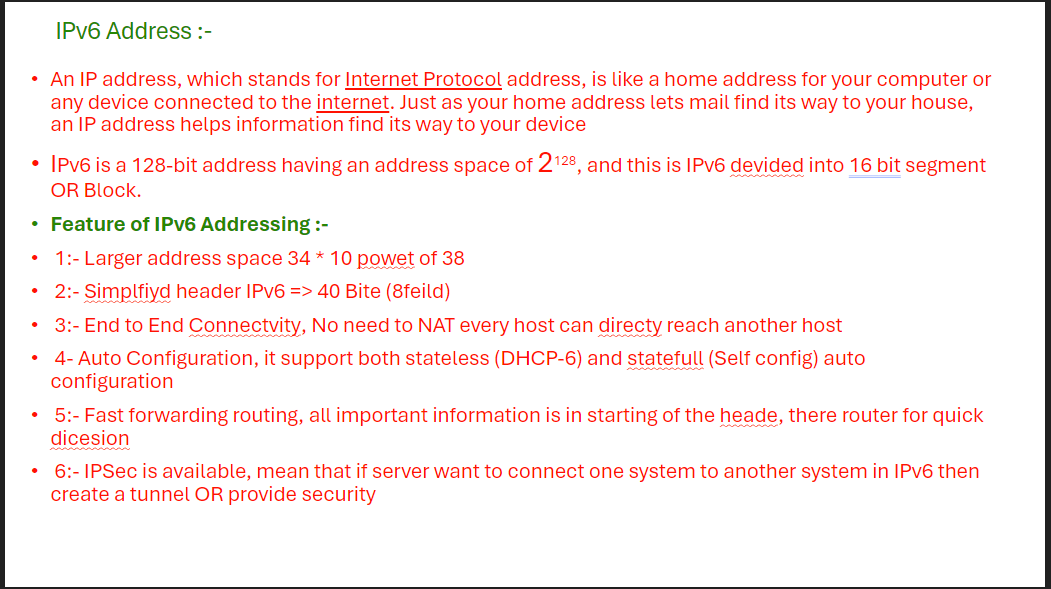 IPv6 Address :-
• An IP address, which stands for Internet Protocol address, is like a home address for your computer or
any device connected to the internet. Just as your home address lets mail find its way to your house,
an IP address helps information find its way to your device
• IPv6 is a 128-bit address having an address space of 2¹²⁸, and this is IPv6 devided into 16 bit segment
OR Block.
• Feature of IPv6 Addressing :-
• 1:- Larger address space 34 * 10 powet of 38
• 2:- Simplfiyd header IPv6 => 40 Bite (8feild)
• 3:- End to End Connectvity, No need to NAT every host can directy reach another host
• 4- Auto Configuration, it support both stateless (DHCP-6) and statefull (Self config) auto
configuration
• 5:- Fast forwarding routing, all important information is in starting of the heade, there router for quick
dicesion
• 6:- IPSec is available, mean that if server want to connect one system to another system in IPv6 then
create a tunnel OR provide security